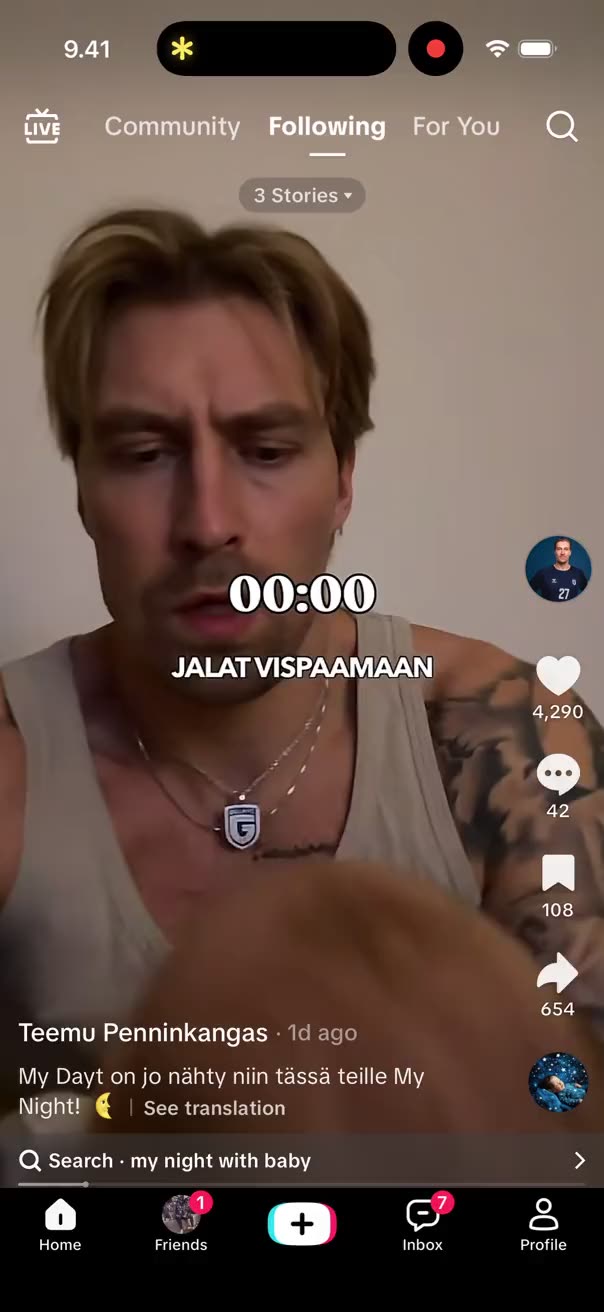 9.41
LIVE
Community
Following
For You
3 Stories
00:00
JALAT VISPAAMAAN
27
4,290
42
108
654
G
Teemu Penninkangas · 1d ago
My Dayt on jo nähty niin tässä teille My
Night! 🌜 | See translation
Search · my night with baby
1
7
Home
Friends
Inbox
Profile